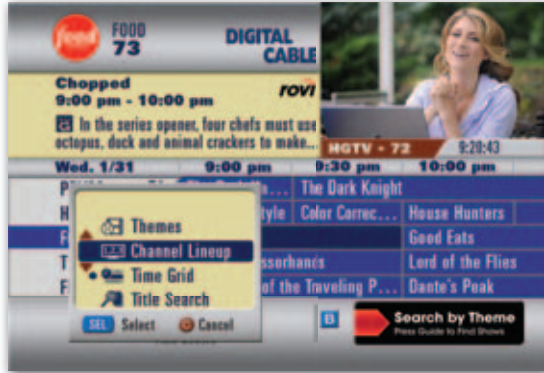 food
FOOD
73
DIGITAL
CABLE
Chopped
9:00 pm - 10:00 pm
rovi
In the series opener, four chefs must use
octopus, duck and animal crackers to make...
HGTV - 72
9:20:43
Wed. 1/31 9:00 pm 9:30 pm 10:00 pm
The Dark Knight
style Color Correc... House Hunters
Good Eats
Lord of the Flies
of the Traveling P... Dante's Peak
Themes
Channel Lineup
Time Grid
Title Search
SEL Select Cancel
B
Search by Theme
Press Guide to Find Shows